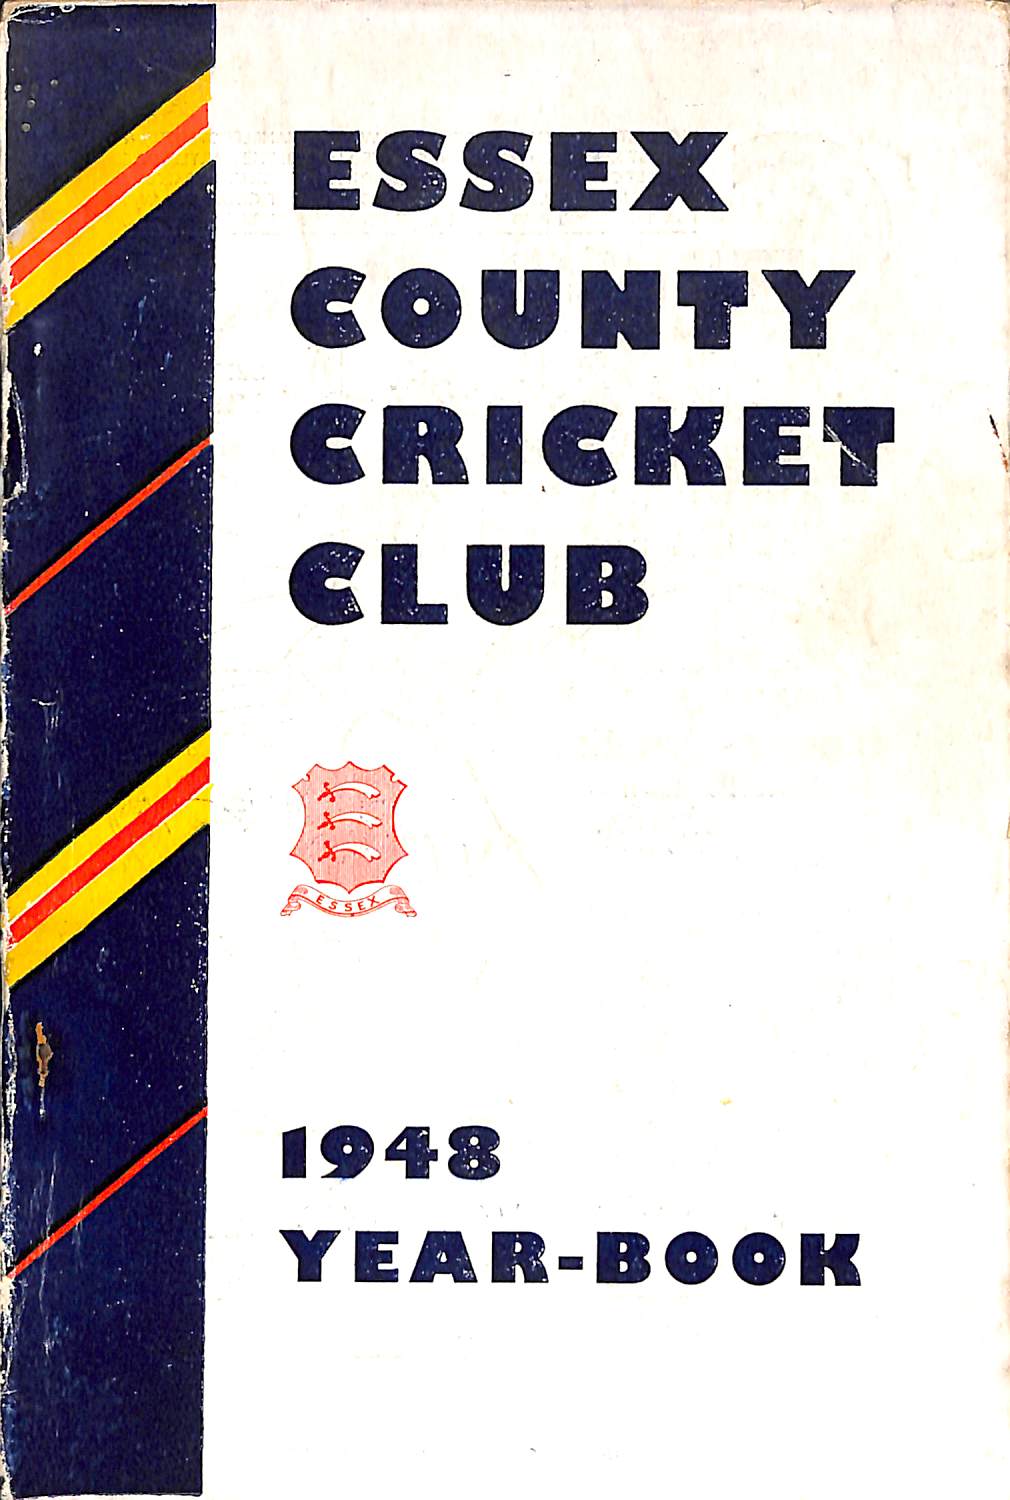 ESSEX
COUNTY
CRICKET
CLUB
ESSEX
1948
YEAR-BOOK